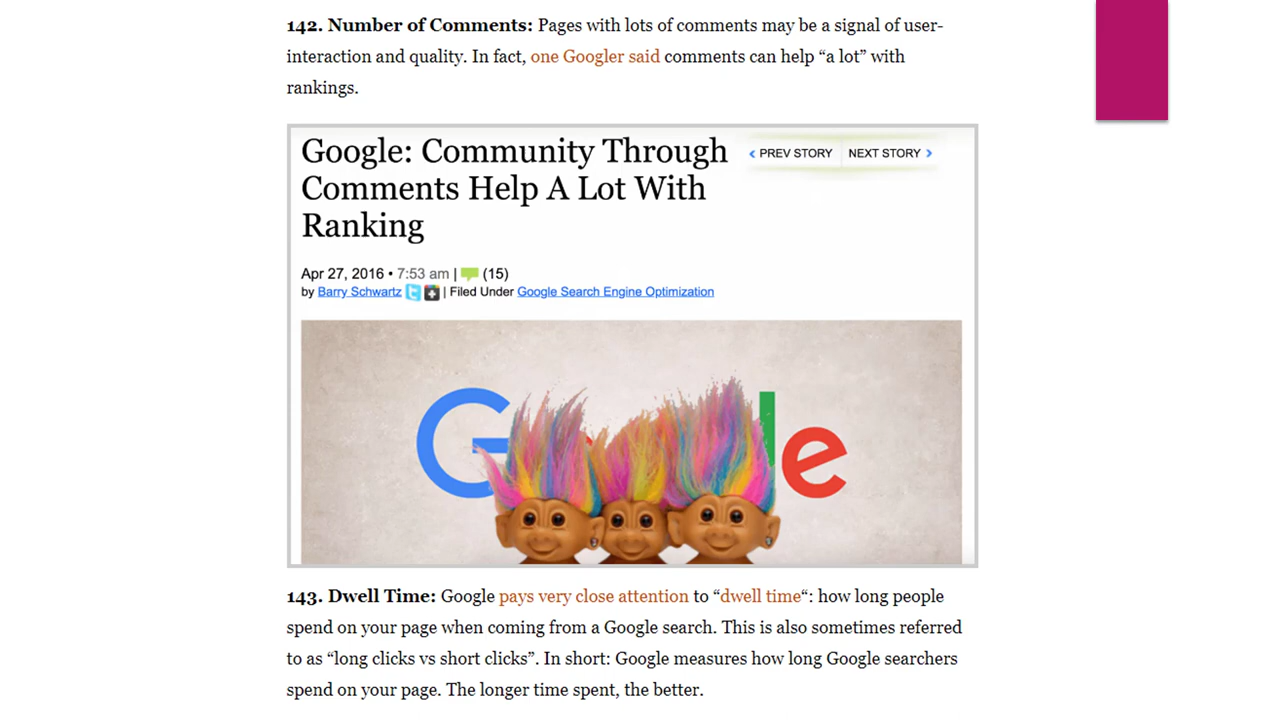 142. Number of Comments: Pages with lots of comments may be a signal of user-
interaction and quality. In fact, one Googler said comments can help “a lot” with
rankings.
Google: Community Through
Comments Help A Lot With
Ranking
PREV STORY NEXT STORY
Apr 27, 2016 • 7:53 am | (15)
by Barry Schwartz | Filed Under Google Search Engine Optimization
G le
143. Dwell Time: Google pays very close attention to “dwell time“: how long people
spend on your page when coming from a Google search. This is also sometimes referred
to as “long clicks vs short clicks”. In short: Google measures how long Google searchers
spend on your page. The longer time spent, the better.